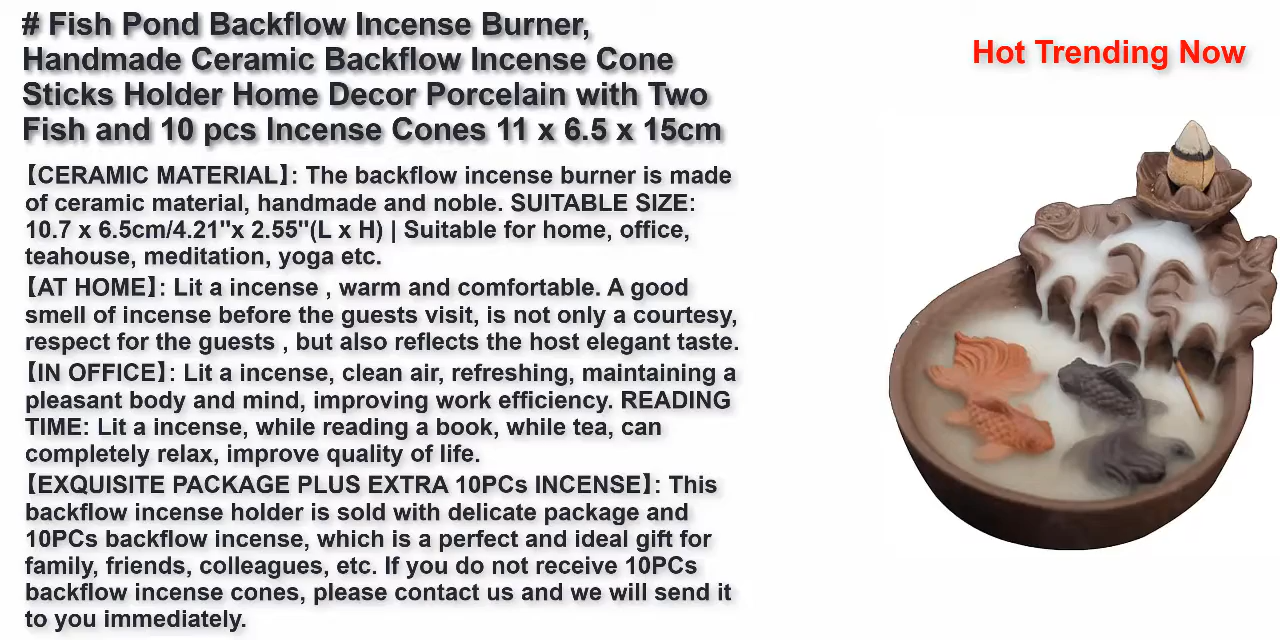 # Fish Pond Backflow Incense Burner,
Handmade Ceramic Backflow Incense Cone
Sticks Holder Home Decor Porcelain with Two
Fish and 10 pcs Incense Cones 11 x 6.5 x 15cm
Hot Trending Now
【CERAMIC MATERIAL】: The backflow incense burner is made
of ceramic material, handmade and noble. SUITABLE SIZE:
10.7 x 6.5cm/4.21"x 2.55"(L x H) | Suitable for home, office,
teahouse, meditation, yoga etc.
【AT HOME】: Lit a incense , warm and comfortable. A good
smell of incense before the guests visit, is not only a courtesy,
respect for the guests , but also reflects the host elegant taste.
【IN OFFICE】: Lit a incense, clean air, refreshing, maintaining a
pleasant body and mind, improving work efficiency. READING
TIME: Lit a incense, while reading a book, while tea, can
completely relax, improve quality of life.
【EXQUISITE PACKAGE PLUS EXTRA 10PCs INCENSE】: This
backflow incense holder is sold with delicate package and
10PCs backflow incense, which is a perfect and ideal gift for
family, friends, colleagues, etc. If you do not receive 10PCs
backflow incense cones, please contact us and we will send it
to you immediately.